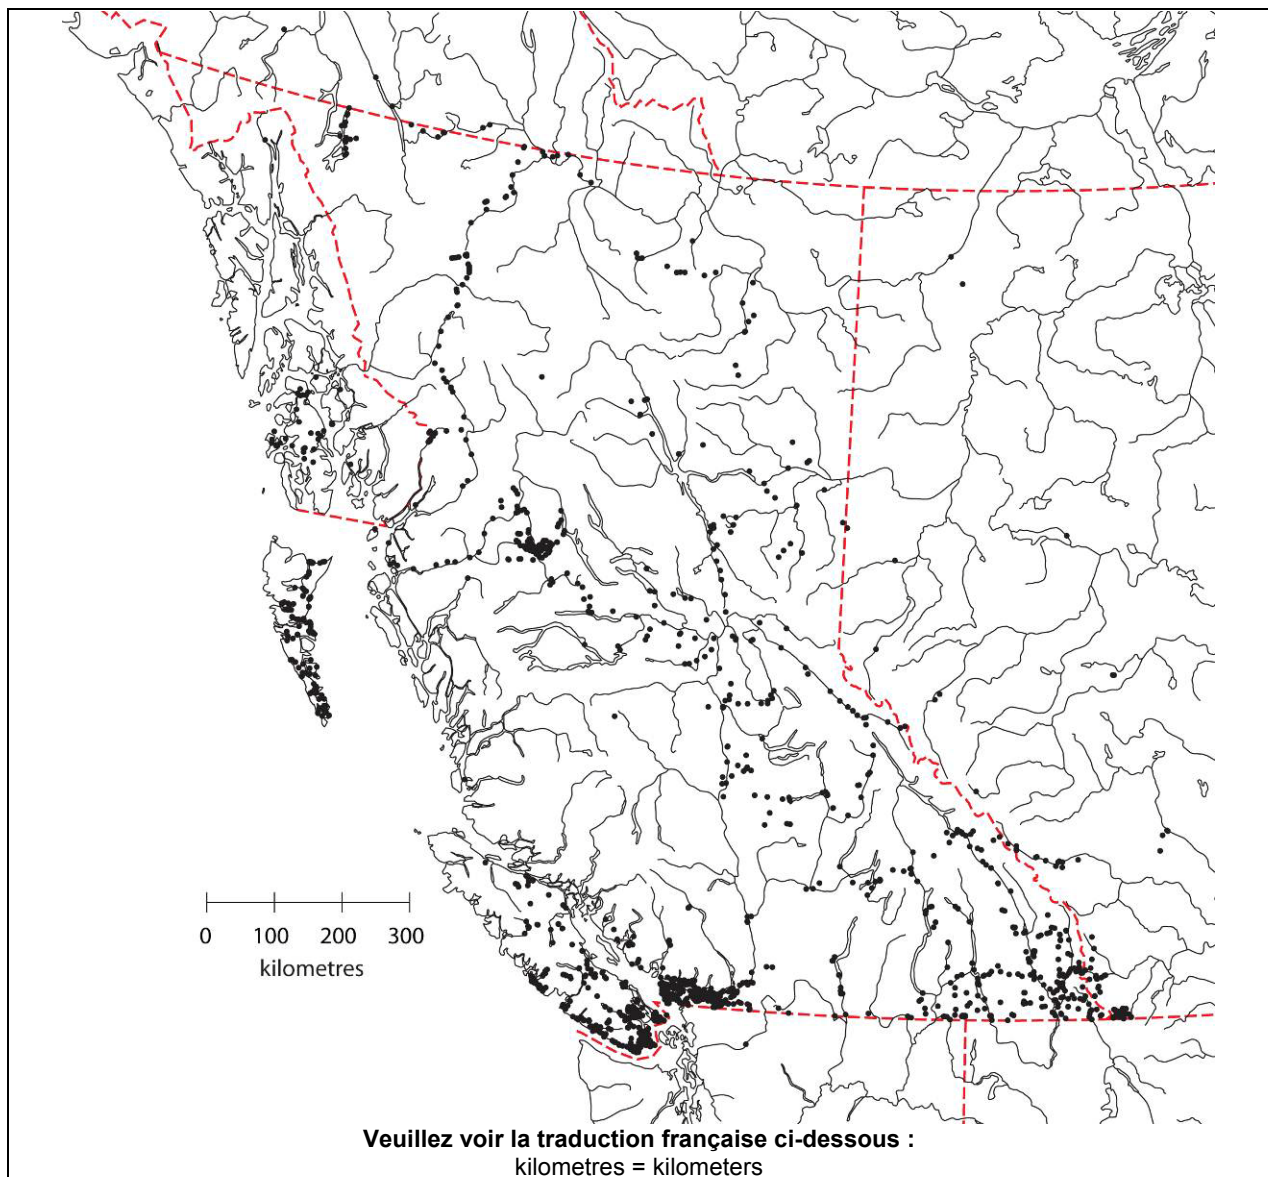 0 100 200 300
kilometres
Veuillez voir la traduction française ci-dessous :
kilometres = kilometers